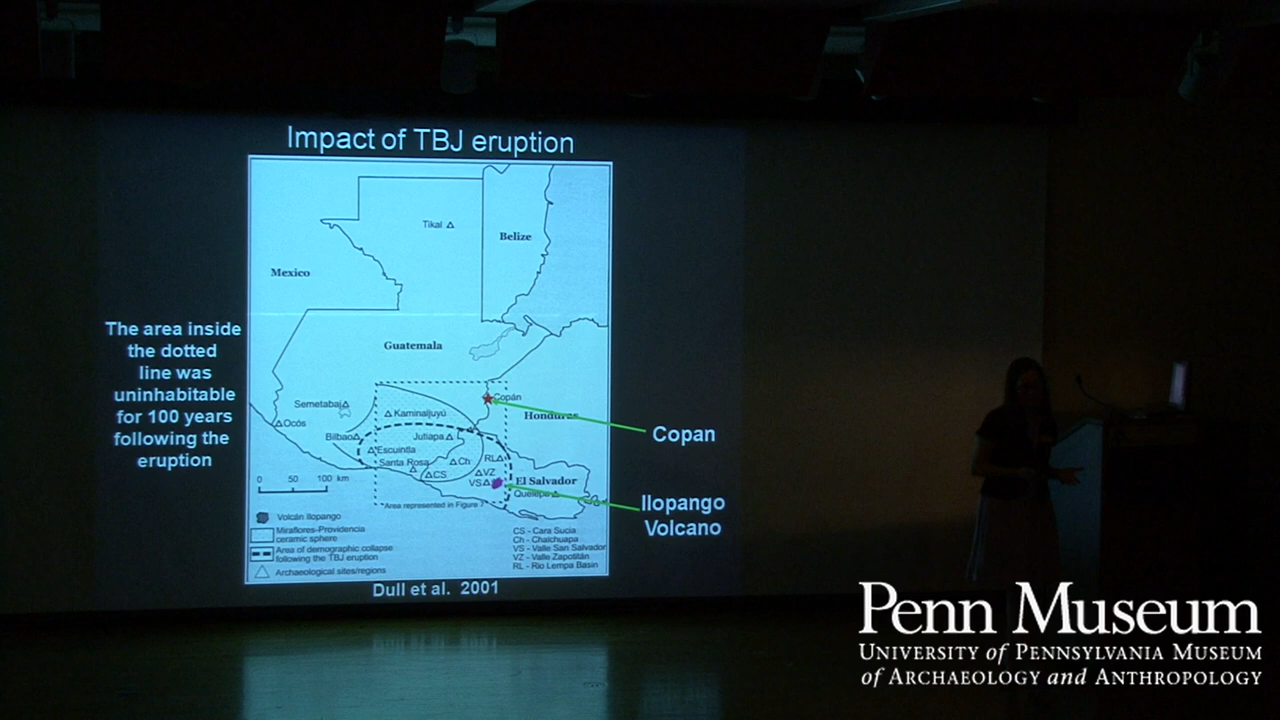 Impact of TBJ eruption
The area inside
the dotted
line was
uninhabitable
for 100 years
following the
eruption
Tikal
Belize
Mexico
Guatemala
Copán
Semetabaj
Kaminaljuyú
Honduras
Ocós
Bilbao
Jutiapa
Escuintla
Santa Rosa
Ch
RL
CS
VZ
VS
El Salvador
Quelepa
0 50 100 km
Area represented in Figure 7
Volcán Ilopango
Miraflores-Providencia
ceramic sphere
Area of demographic collapse
following the TBJ eruption
Archaeological sites/regions
CS - Cara Sucia
Ch - Chalchuapa
VS - Valle San Salvador
VZ - Valle Zapotitán
RL - Rio Lempa Basin
Copan
Ilopango
Volcano
Dull et al. 2001
Penn Museum
UNIVERSITY of PENNSYLVANIA MUSEUM
of ARCHAEOLOGY and ANTHROPOLOGY